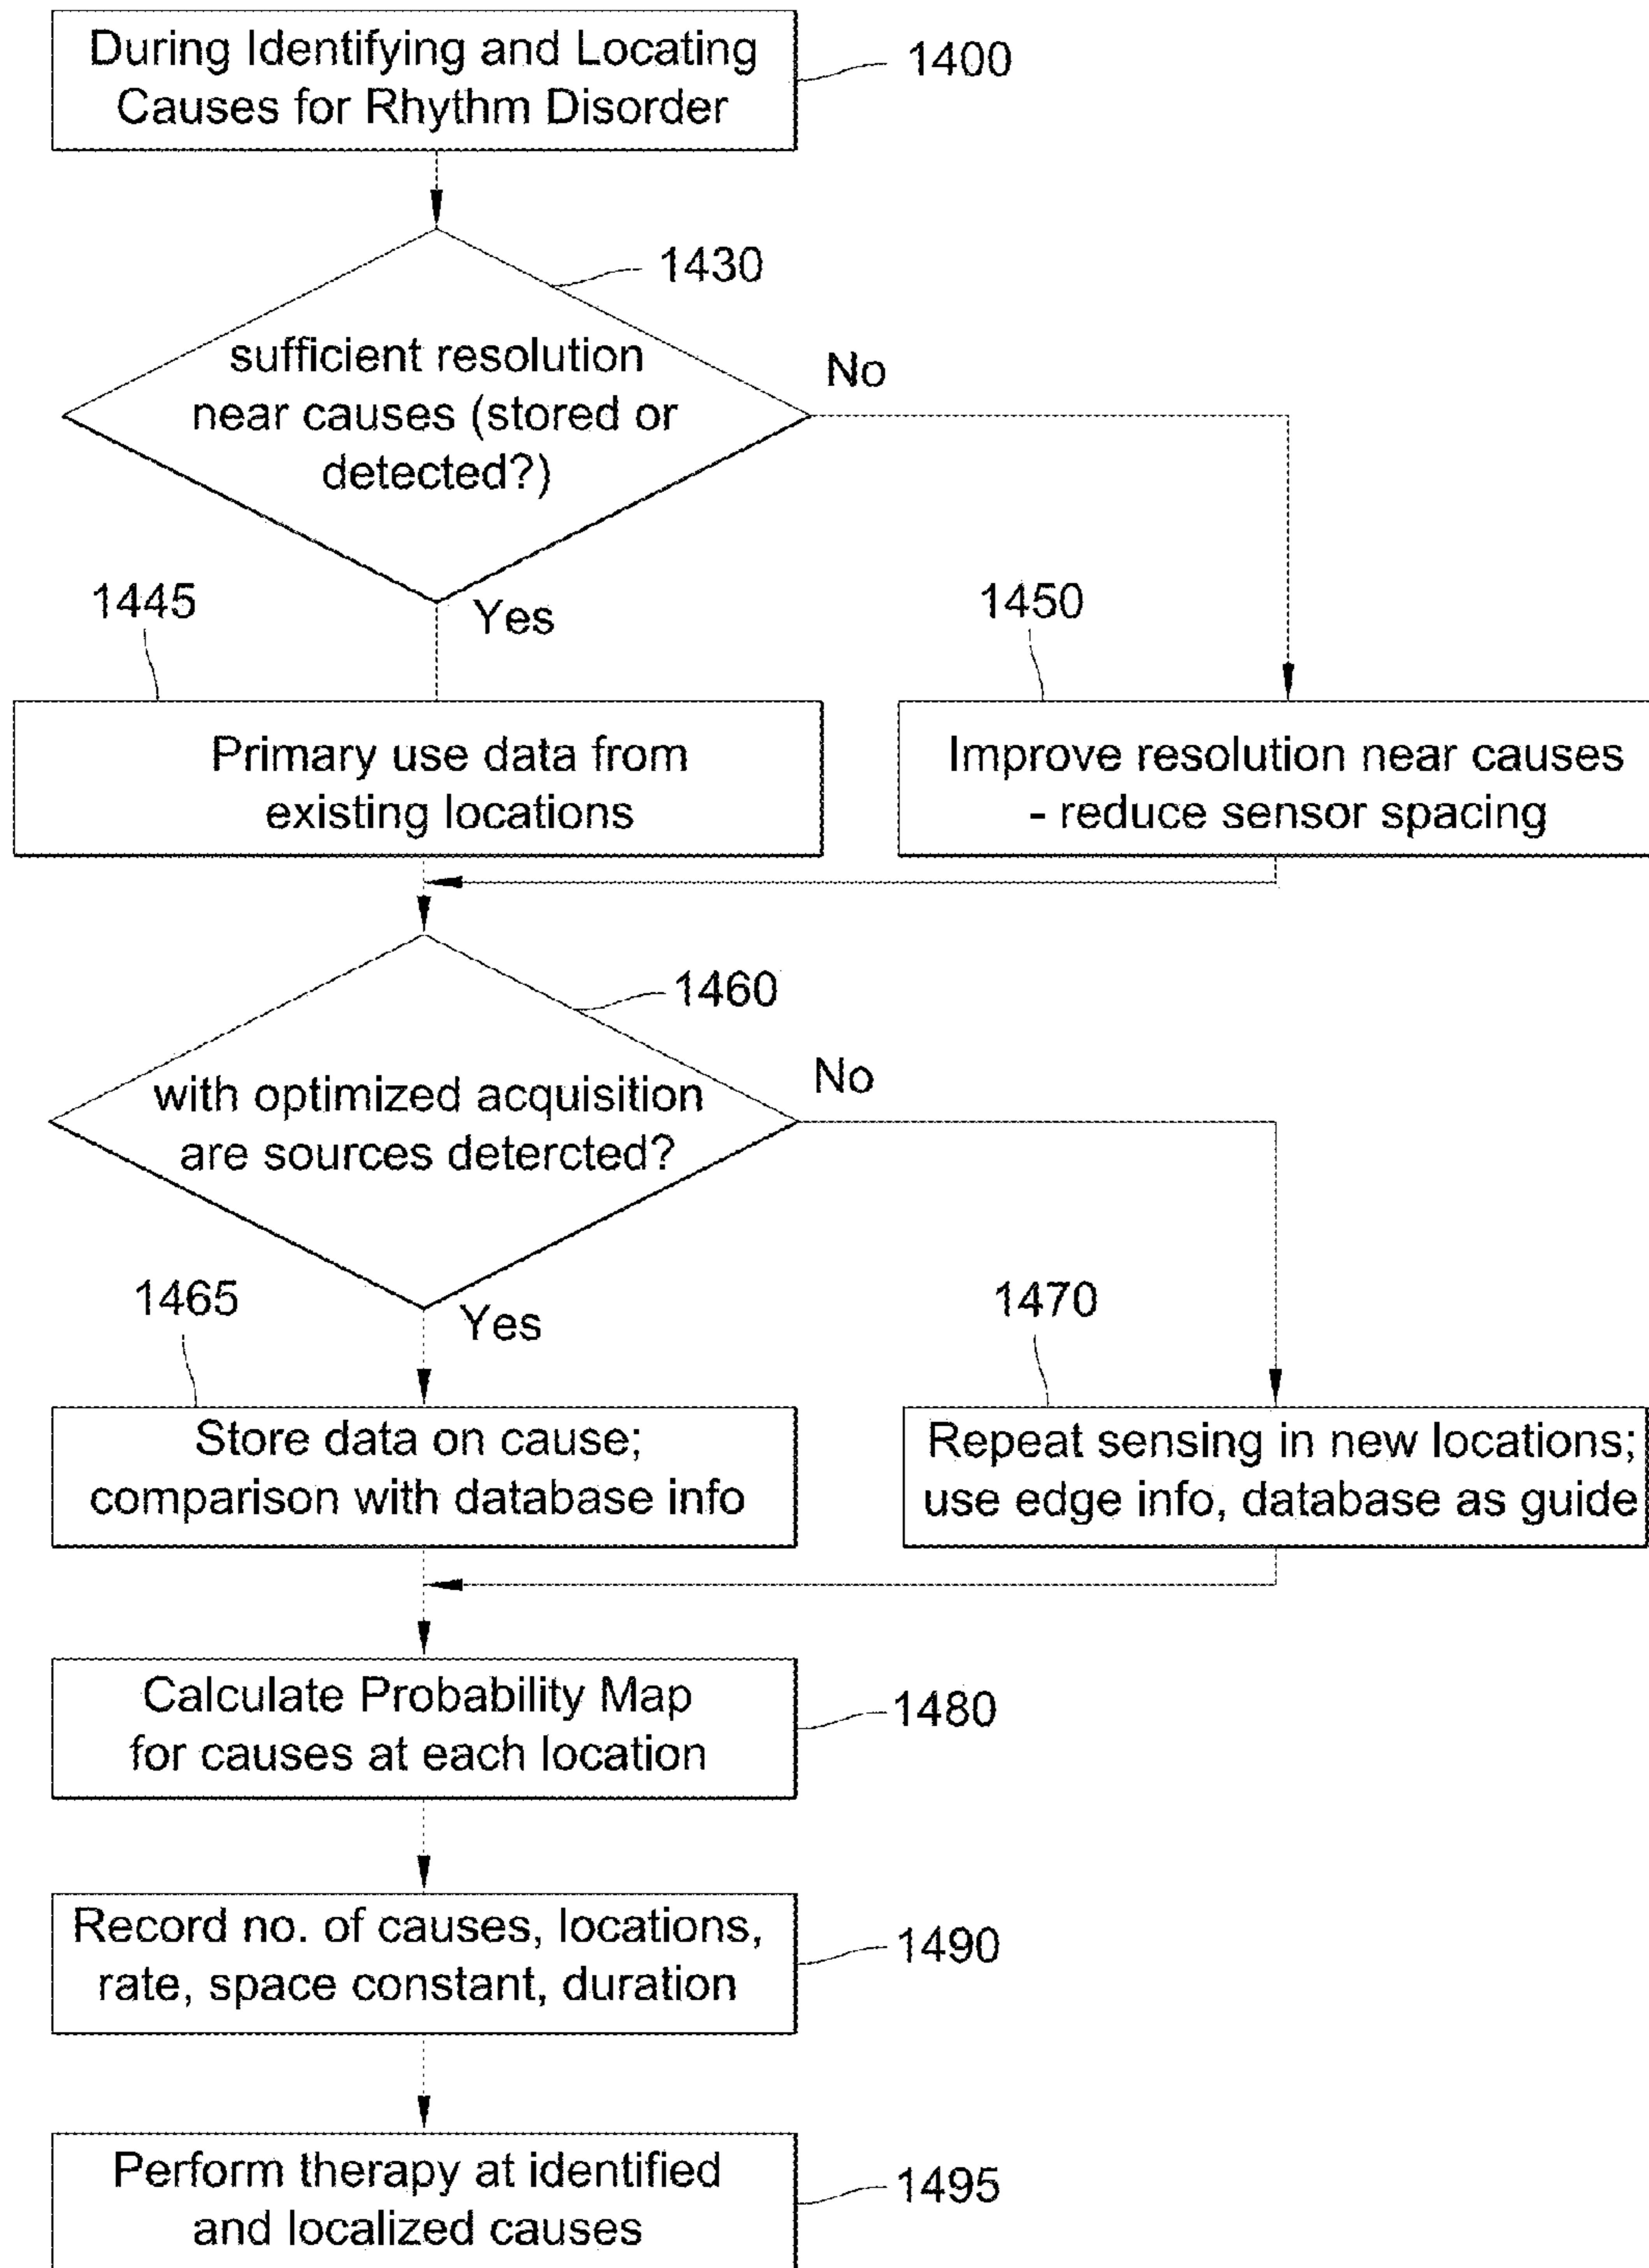 During Identifying and Locating
Causes for Rhythm Disorder
1400
1430
sufficient resolution
near causes (stored or
detected?)
No
Yes
1445
1450
Primary use data from
existing locations
Improve resolution near causes
- reduce sensor spacing
1460
with optimized acquisition
are sources detercted?
No
Yes
1465
1470
Store data on cause;
comparison with database info
Repeat sensing in new locations;
use edge info, database as guide
Calculate Probability Map
for causes at each location
1480
Record no. of causes, locations,
rate, space constant, duration
1490
Perform therapy at identified
and localized causes
1495